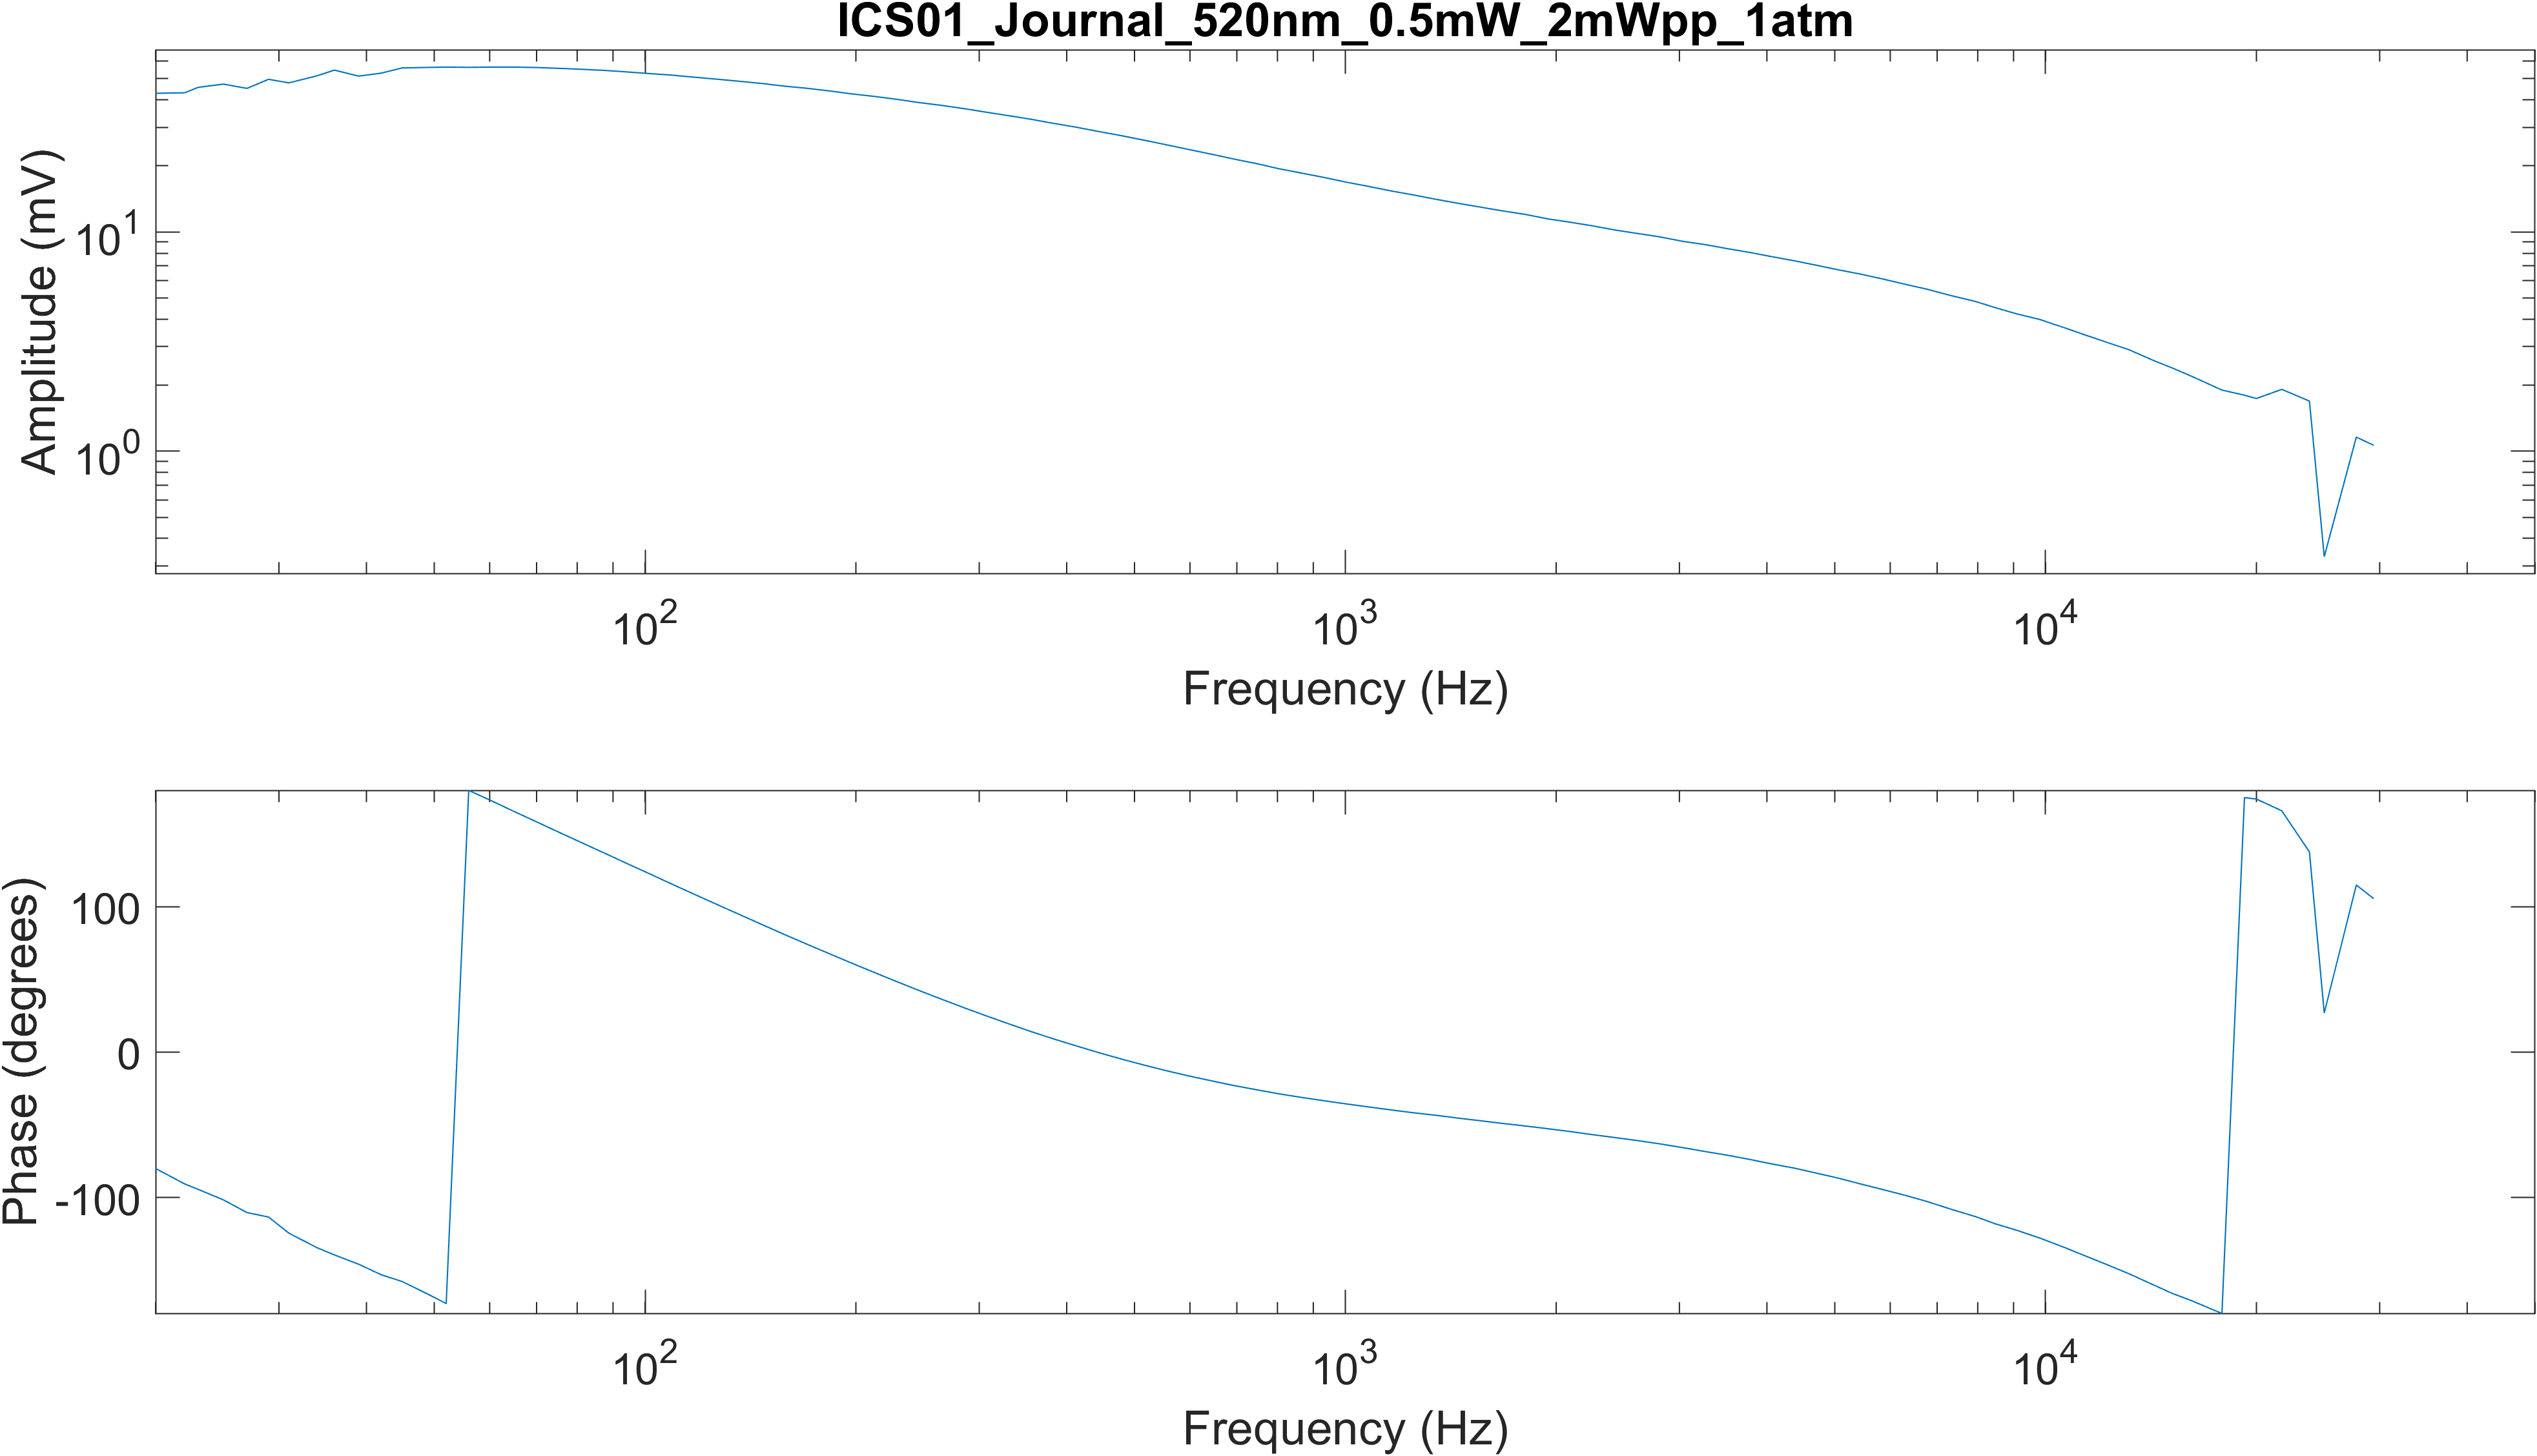 ICS01_Journal_520nm_0.5mW_2mWpp_1atm
Amplitude (mV)
10^1
10^0
10^2
10^3
10^4
Frequency (Hz)
Phase (degrees)
100
0
-100
10^2
10^3
10^4
Frequency (Hz)